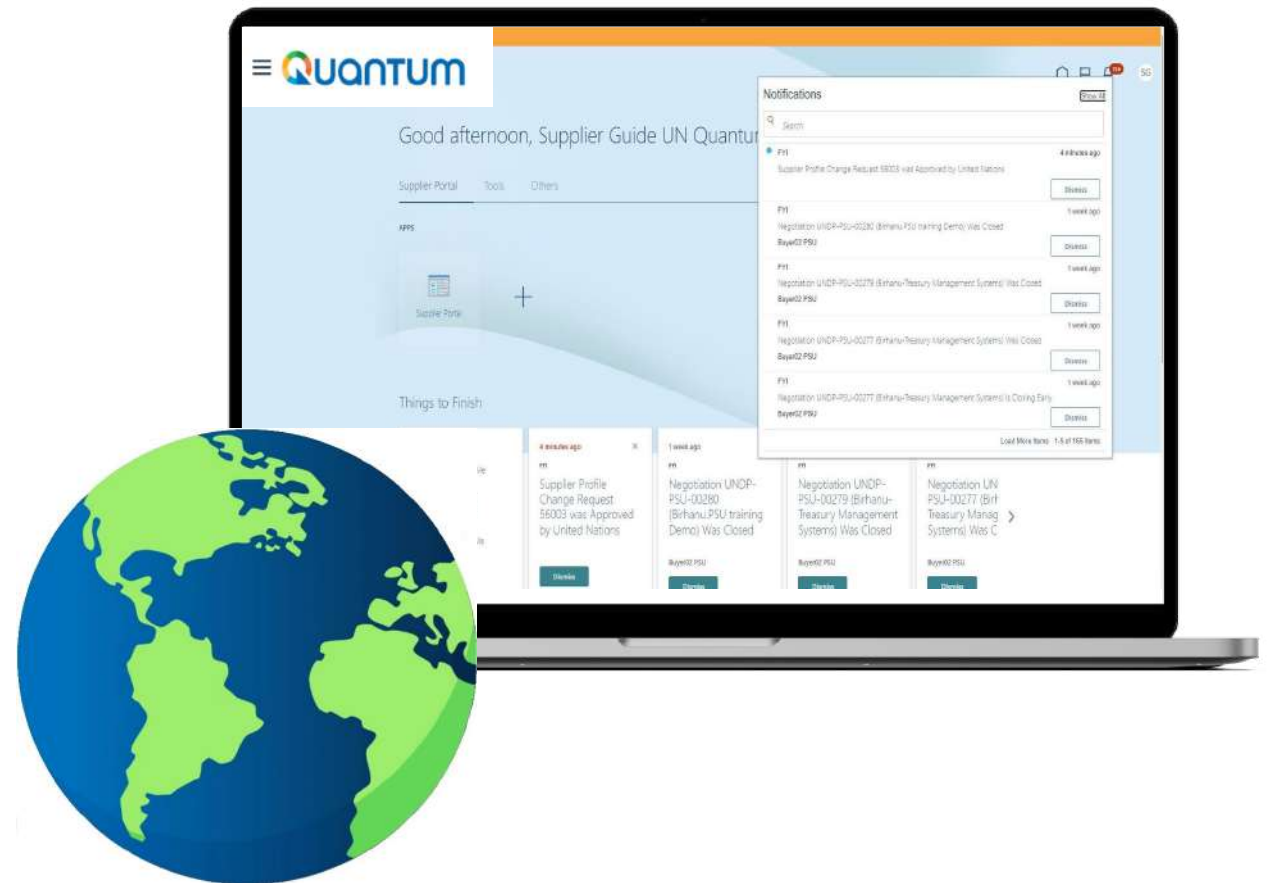 QUANTUM
SG
Good afternoon, Supplier Guide UN Quantu
Supplier Portal Tools Others
APPS
Supplier Portal
Things to Finish
Notifications
Show All
Search
FYI 4 minutes ago
Supplier Profile Change Request 56003 was Approved by United Nations
Dismiss
FYI 1 week ago
Negotiation UNDP-PSU-00280 (Birhanu.PSU training Demo) Was Closed
Buyer02 PSU
Dismiss
FYI 1 week ago
Negotiation UNDP-PSU-00279 (Birhanu-Treasury Management Systems) Was Closed
Buyer02 PSU
Dismiss
FYI 1 week ago
Negotiation UNDP-PSU-00277 (Birhanu-Treasury Management Systems) Was Closed
Buyer02 PSU
Dismiss
FYI 1 week ago
Negotiation UNDP-PSU-00277 (Birhanu-Treasury Management Systems) Is Closing Early
Buyer02 PSU
Dismiss
Load More Items 1-5 of 155 Items
4 minutes ago
FYI
Supplier Profile
Change Request
56003 was Approved
by United Nations
Dismiss
1 week ago
FYI
Negotiation UNDP-
PSU-00280
(Birhanu.PSU training
Demo) Was Closed
Buyer02 PSU
Dismiss
FYI
Negotiation UNDP-
PSU-00279 (Birhanu-
Treasury Management
Systems) Was Closed
Buyer02 PSU
Dismiss
FYI
Negotiation UN
PSU-00277 (Birh
Treasury Manag
Systems) Was C
Buyer02 PSU
Dismiss